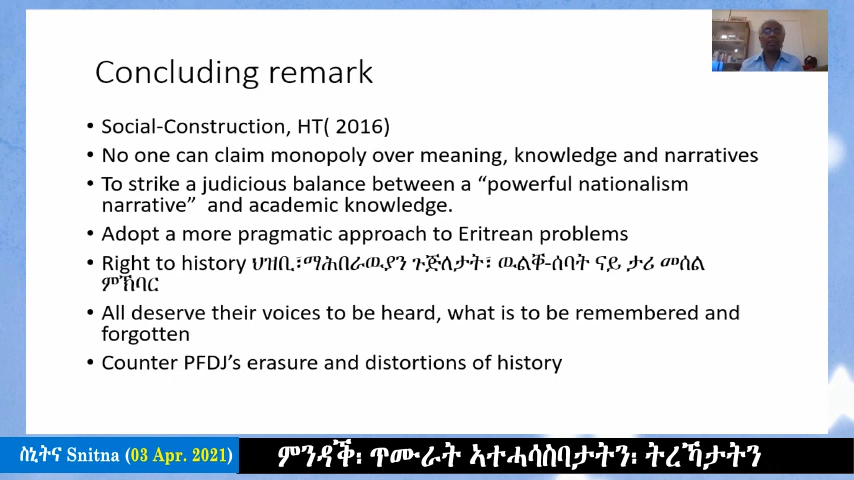 Concluding remark
• Social-Construction, HT( 2016)
• No one can claim monopoly over meaning, knowledge and narratives
• To strike a judicious balance between a “powerful nationalism
narrative” and academic knowledge.
• Adopt a more pragmatic approach to Eritrean problems
• Right to history ህዝቢ፣ማሕበራዉያን ጉጅለታት፣ ዉልቐ-ሰባት ናይ ታሪ መሰል
ምኽባር
• All deserve their voices to be heard, what is to be remembered and
forgotten
• Counter PFDJ’s erasure and distortions of history
ስኒትና Snitna (03 Apr. 2021)
ምንዳቕ፡ ጥሙራት ኣተሓሳስባታትን፡ ትረኻታትን